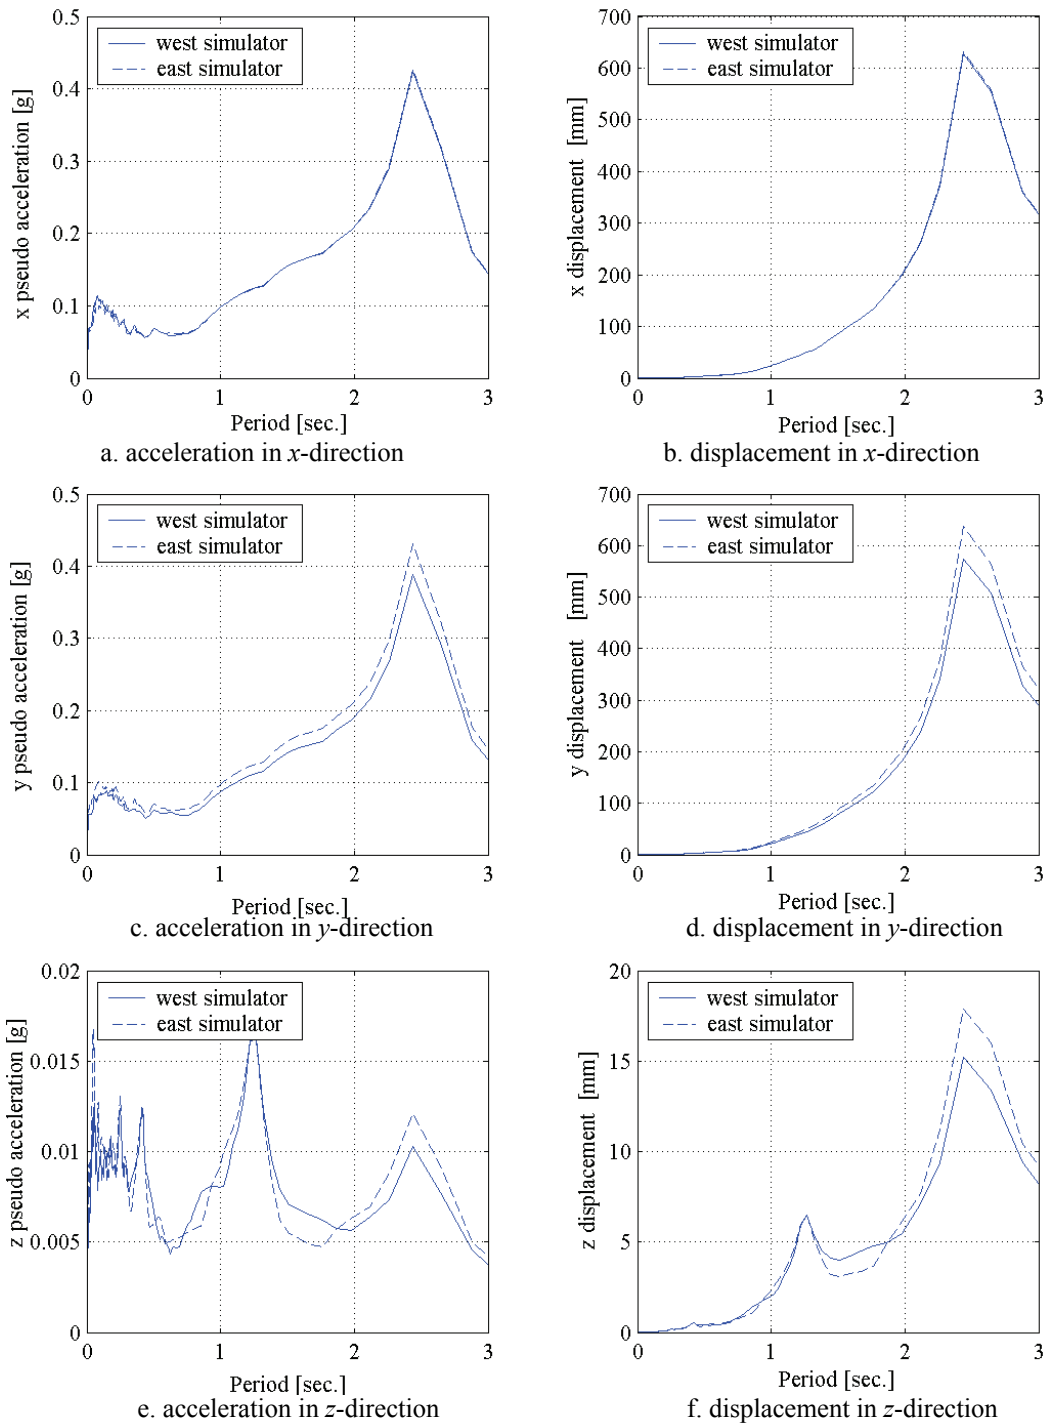 0.5
0.4
0.3
0.2
0.1
0
x pseudo acceleration [g]
west simulator
east simulator
0 1 2 3
Period [sec.]
a. acceleration in x-direction
700
600
500
400
300
200
100
0
x displacement [mm]
west simulator
east simulator
0 1 2 3
Period [sec.]
b. displacement in x-direction
0.5
0.4
0.3
0.2
0.1
0
y pseudo acceleration [g]
west simulator
east simulator
0 1 2 3
Period [sec.]
c. acceleration in y-direction
700
600
500
400
300
200
100
0
y displacement [mm]
west simulator
east simulator
0 1 2 3
Period [sec.]
d. displacement in y-direction
0.02
0.015
0.01
0.005
0
z pseudo acceleration [g]
west simulator
east simulator
0 1 2 3
Period [sec.]
e. acceleration in z-direction
20
15
10
5
0
z displacement [mm]
west simulator
east simulator
0 1 2 3
Period [sec.]
f. displacement in z-direction